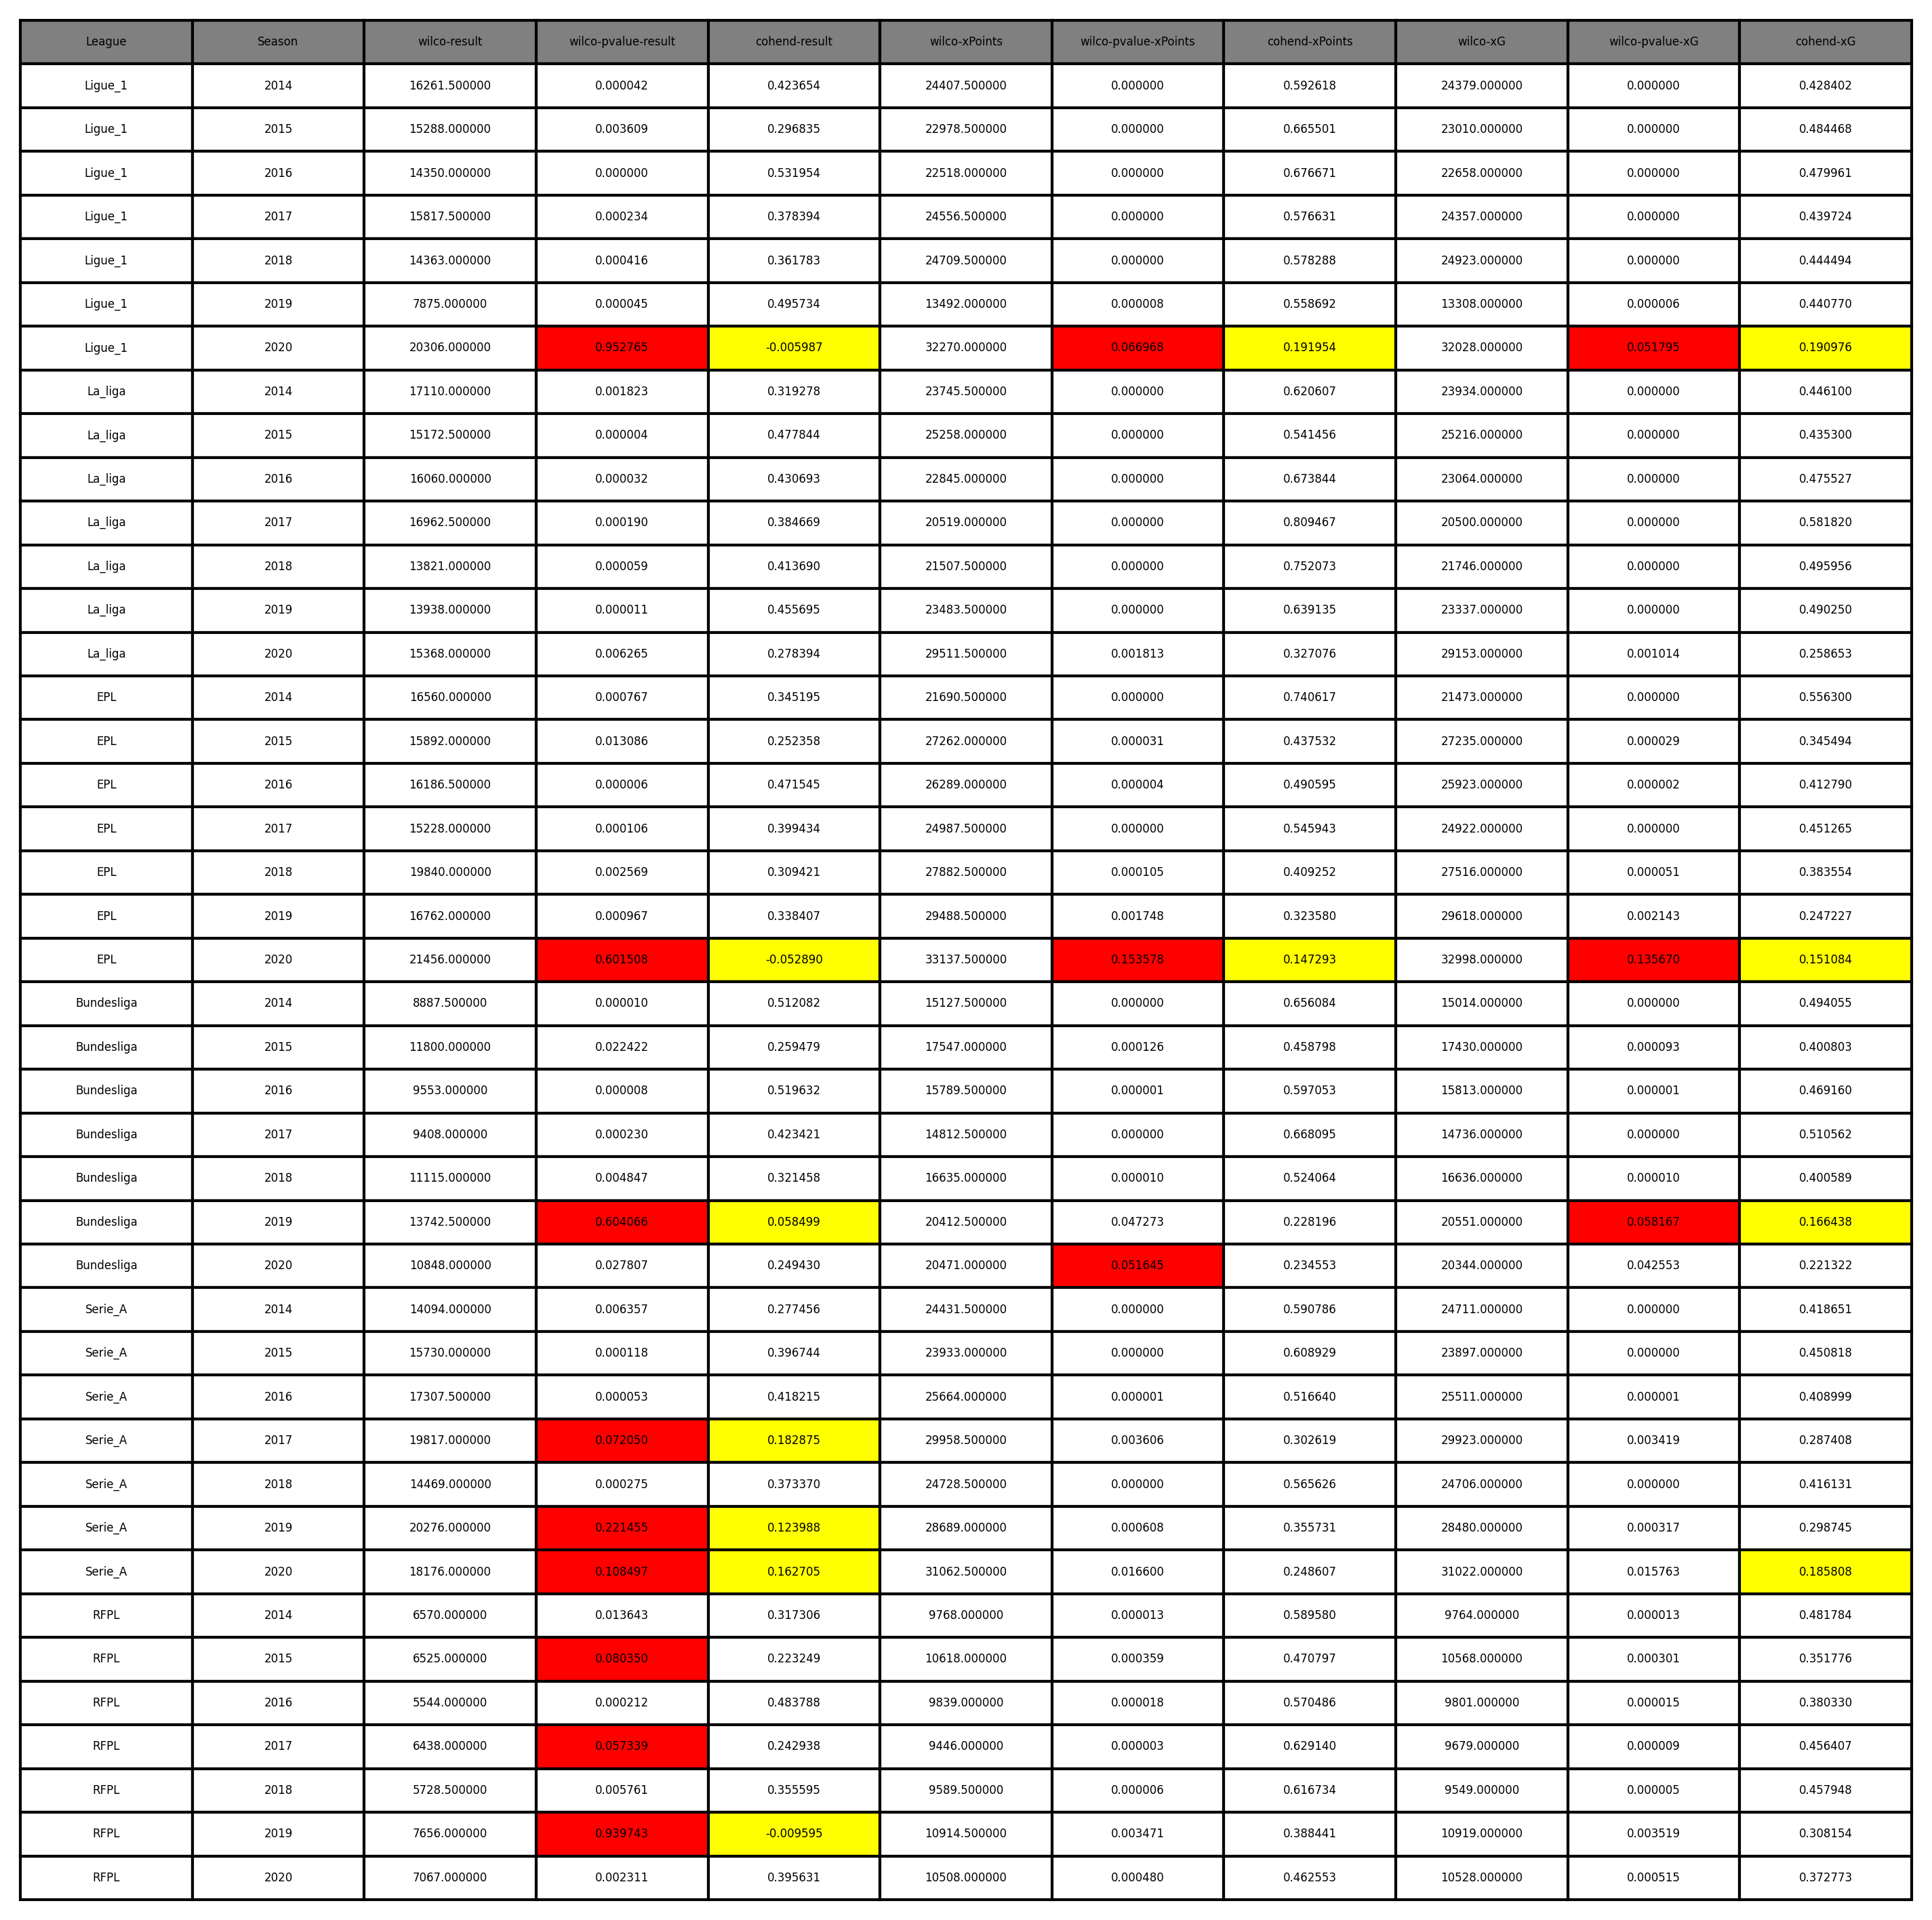 League Season wilco-result wilco-pvalue-result cohend-result wilco-xPoints wilco-pvalue-xPoints cohend-xPoints wilco-xG wilco-pvalue-xG cohend-xG
Ligue_1 2014 16261.500000 0.000042 0.423654 24407.500000 0.000000 0.592618 24379.000000 0.000000 0.428402
Ligue_1 2015 15288.000000 0.003609 0.296835 22978.500000 0.000000 0.665501 23010.000000 0.000000 0.484468
Ligue_1 2016 14350.000000 0.000000 0.531954 22518.000000 0.000000 0.676671 22658.000000 0.000000 0.479961
Ligue_1 2017 15817.500000 0.000234 0.378394 24556.500000 0.000000 0.576631 24357.000000 0.000000 0.439724
Ligue_1 2018 14363.000000 0.000416 0.361783 24709.500000 0.000000 0.578288 24923.000000 0.000000 0.444494
Ligue_1 2019 7875.000000 0.000045 0.495734 13492.000000 0.000008 0.558692 13308.000000 0.000006 0.440770
Ligue_1 2020 20306.000000 0.952765 -0.005987 32270.000000 0.066968 0.191954 32028.000000 0.051795 0.190976
La_liga 2014 17110.000000 0.001823 0.319278 23745.500000 0.000000 0.620607 23934.000000 0.000000 0.446100
La_liga 2015 15172.500000 0.000004 0.477844 25258.000000 0.000000 0.541456 25216.000000 0.000000 0.435300
La_liga 2016 16060.000000 0.000032 0.430693 22845.000000 0.000000 0.673844 23064.000000 0.000000 0.475527
La_liga 2017 16962.500000 0.000190 0.384669 20519.000000 0.000000 0.809467 20500.000000 0.000000 0.581820
La_liga 2018 13821.000000 0.000059 0.413690 21507.500000 0.000000 0.752073 21746.000000 0.000000 0.495956
La_liga 2019 13938.000000 0.000011 0.455695 23483.500000 0.000000 0.639135 23337.000000 0.000000 0.490250
La_liga 2020 15368.000000 0.006265 0.278394 29511.500000 0.001813 0.327076 29153.000000 0.001014 0.258653
EPL 2014 16560.000000 0.000767 0.345195 21690.500000 0.000000 0.740617 21473.000000 0.000000 0.556300
EPL 2015 15892.000000 0.013086 0.252358 27262.000000 0.000031 0.437532 27235.000000 0.000029 0.345494
EPL 2016 16186.500000 0.000006 0.471545 26289.000000 0.000004 0.490595 25923.000000 0.000002 0.412790
EPL 2017 15228.000000 0.000106 0.399434 24987.500000 0.000000 0.545943 24922.000000 0.000000 0.451265
EPL 2018 19840.000000 0.002569 0.309421 27882.500000 0.000105 0.409252 27516.000000 0.000051 0.383554
EPL 2019 16762.000000 0.000967 0.338407 29488.500000 0.001748 0.323580 29618.000000 0.002143 0.247227
EPL 2020 21456.000000 0.601508 -0.052890 33137.500000 0.153578 0.147293 32998.000000 0.135670 0.151084
Bundesliga 2014 8887.500000 0.000010 0.512082 15127.500000 0.000000 0.656084 15014.000000 0.000000 0.494055
Bundesliga 2015 11800.000000 0.022422 0.259479 17547.000000 0.000126 0.458798 17430.000000 0.000093 0.400803
Bundesliga 2016 9553.000000 0.000008 0.519632 15789.500000 0.000001 0.597053 15813.000000 0.000001 0.469160
Bundesliga 2017 9408.000000 0.000230 0.423421 14812.500000 0.000000 0.668095 14736.000000 0.000000 0.510562
Bundesliga 2018 11115.000000 0.004847 0.321458 16635.000000 0.000010 0.524064 16636.000000 0.000010 0.400589
Bundesliga 2019 13742.500000 0.604066 0.058499 20412.500000 0.047273 0.228196 20551.000000 0.058167 0.166438
Bundesliga 2020 10848.000000 0.027807 0.249430 20471.000000 0.051645 0.234553 20344.000000 0.042553 0.221322
Serie_A 2014 14094.000000 0.006357 0.277456 24431.500000 0.000000 0.590786 24711.000000 0.000000 0.418651
Serie_A 2015 15730.000000 0.000118 0.396744 23933.000000 0.000000 0.608929 23897.000000 0.000000 0.450818
Serie_A 2016 17307.500000 0.000053 0.418215 25664.000000 0.000001 0.516640 25511.000000 0.000001 0.408999
Serie_A 2017 19817.000000 0.072050 0.182875 29958.500000 0.003606 0.302619 29923.000000 0.003419 0.287408
Serie_A 2018 14469.000000 0.000275 0.373370 24728.500000 0.000000 0.565626 24706.000000 0.000000 0.416131
Serie_A 2019 20276.000000 0.221455 0.123988 28689.000000 0.000608 0.355731 28480.000000 0.000317 0.298745
Serie_A 2020 18176.000000 0.108497 0.162705 31062.500000 0.016600 0.248607 31022.000000 0.015763 0.185808
RFPL 2014 6570.000000 0.013643 0.317306 9768.000000 0.000013 0.589580 9764.000000 0.000013 0.481784
RFPL 2015 6525.000000 0.080350 0.223249 10618.000000 0.000359 0.470797 10568.000000 0.000301 0.351776
RFPL 2016 5544.000000 0.000212 0.483788 9839.000000 0.000018 0.570486 9801.000000 0.000015 0.380330
RFPL 2017 6438.000000 0.057339 0.242938 9446.000000 0.000003 0.629140 9679.000000 0.000009 0.456407
RFPL 2018 5728.500000 0.005761 0.355595 9589.500000 0.000006 0.616734 9549.000000 0.000005 0.457948
RFPL 2019 7656.000000 0.939743 -0.009595 10914.500000 0.003471 0.388441 10919.000000 0.003519 0.308154
RFPL 2020 7067.000000 0.002311 0.395631 10508.000000 0.000480 0.462553 10528.000000 0.000515 0.372773